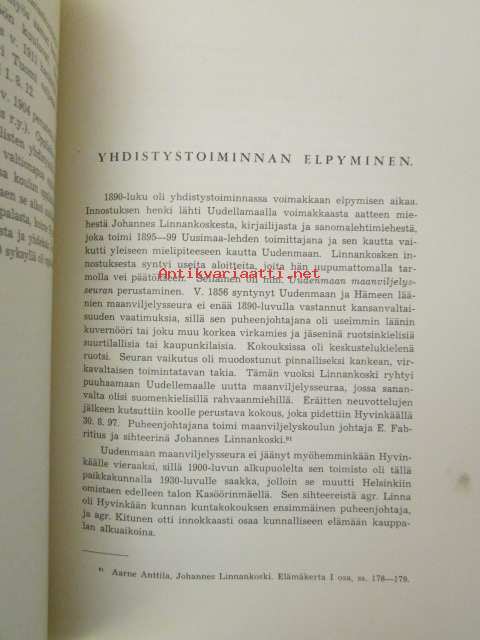 YHDISTYSTOIMINNAN ELPYMINEN.
1890-luku oli yhdistystoiminnassa voimakkaan elpymisen aikaa.
Innostuksen henki lähti Uudellamaalla voimakkaasta aatteen mie-
hestä Johannes Linnankoskesta, kirjailijasta ja sanomalehtimiehestä,
joka toimi 1895—99 Uusimaa-lehden toimittajana ja sen kautta vai-
kutti yleiseen mielipiteeseen kautta Uudenmaan. Linnankosken in-
nostuksesta syntyi useita aloitteita, joita hän uupumattomalla tar-
molla vei päätökseen. Sellainen oli mm. Uudenmaan maanviljelys-
seuran perustaminen. V. 1856 syntynyt Uudenmaan ja Hämeen lää-
nien maanviljelysseura ei enää 1890-luvulla vastannut kansanvaltai-
suuden vaatimuksia, sillä sen puheenjohtajana oli useimmin läänin
kuvernööri tai joku muu korkea virkamies ja jäseninä ruotsinkielisiä
suurtilallisia tai kaupunkilaisia. Kokouksissa oli keskustelukielenä
ruotsi. Seuran vaikutus oli muodostunut pinnalliseksi kankean, vir-
kavaltaisen toimintatavan takia. Tämän vuoksi Linnankoski ryhtyi
puuhaamaan Uudellemaalle uutta maanviljelysseuraa, jossa sanan-
valta olisi suomenkielisillä rahvaanmiehillä. Eräitten neuvottelujen
jälkeen kutsuttiin koolle perustava kokous, joka pidettiin Hyvinkäällä
30. 8. 97. Puheenjohtajana toimi maanviljelyskoulun johtaja E. Fab-
ritius ja sihteerinä Johannes Linnankoski.⁹¹
Uudenmaan maanviljelysseura ei jäänyt myöhemminkään Hyvin-
käälle vieraaksi, sillä 1900-luvun alkupuolelta sen toimisto oli tällä
paikkakunnalla 1930-luvulle saakka, jolloin se muutti Helsinkiin
omistaen edelleen talon Kasöörinmäellä. Sen sihteereistä agr. Linna
oli Hyvinkään kunnan kuntakokouksen ensimmäinen puheenjohtaja,
ja agr. Kitunen otti innokkaasti osaa kunnalliseen elämään kauppa-
lan alkuaikoina.
⁹¹ Aarne Anttila, Johannes Linnankoski. Elämäkerta I osa, ss. 178—179.
Antikvariaatti.net